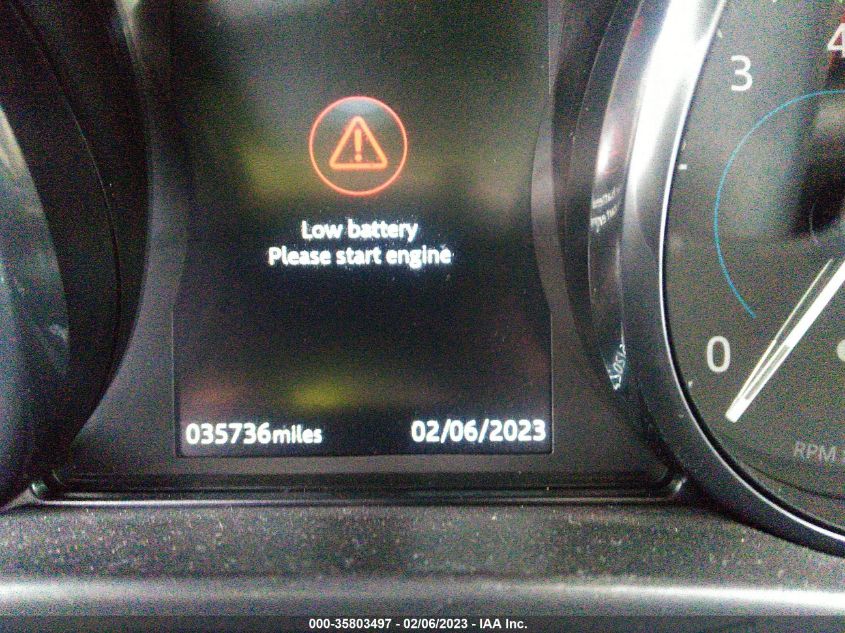 3
4
Low battery
Please start engine
0
035736miles
02/06/2023
RPM
000-35803497 - 02/06/2023 - IAA Inc.